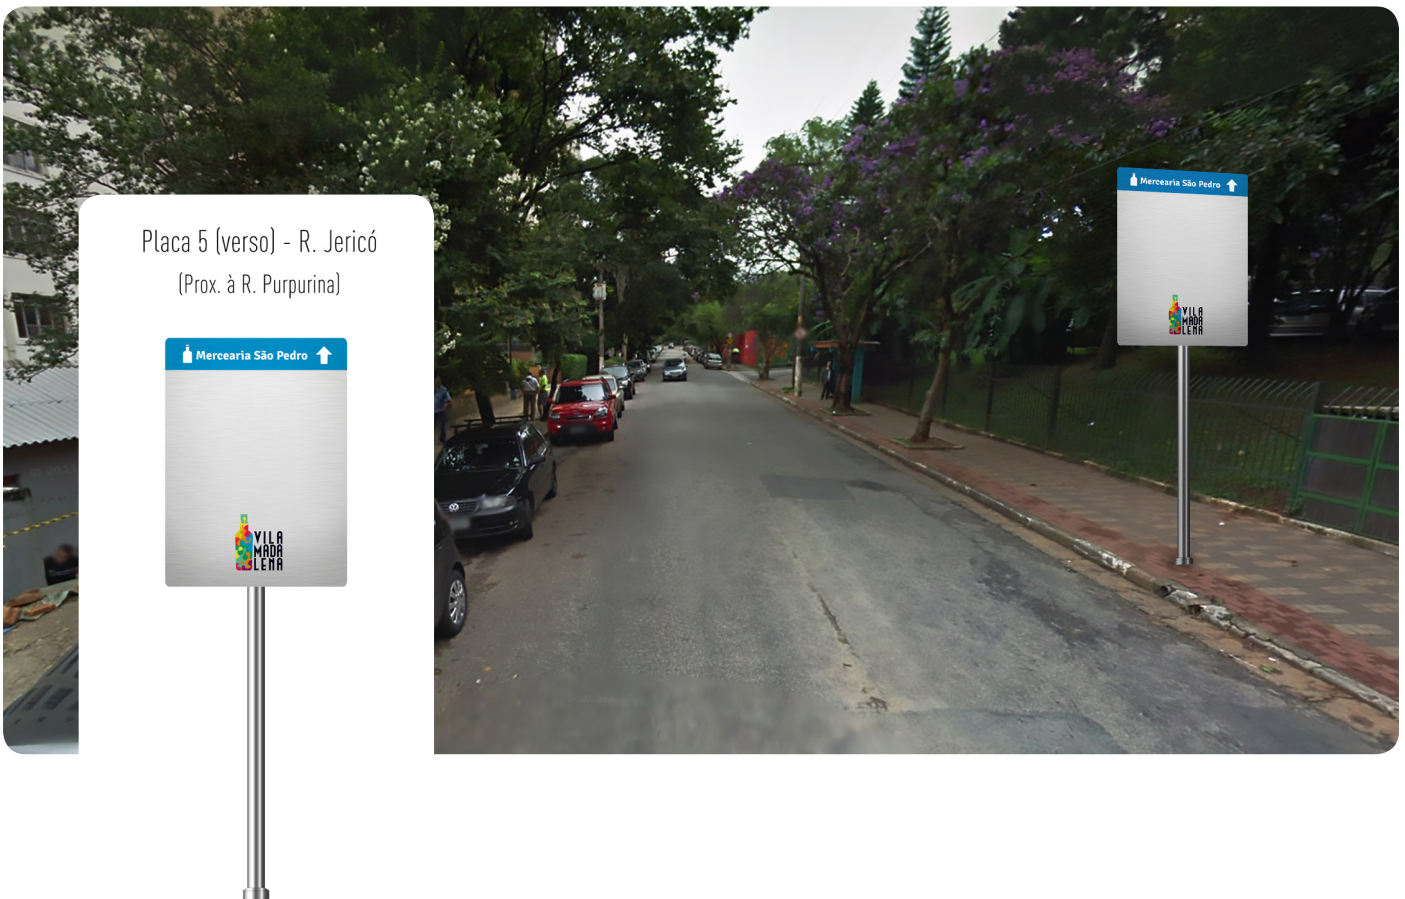 Placa 5 (verso) - R. Jericó
(Prox. à R. Purpurina)
Mercearia São Pedro
VILA
MADA
LENA
Mercearia São Pedro
VILA
MADA
LENA